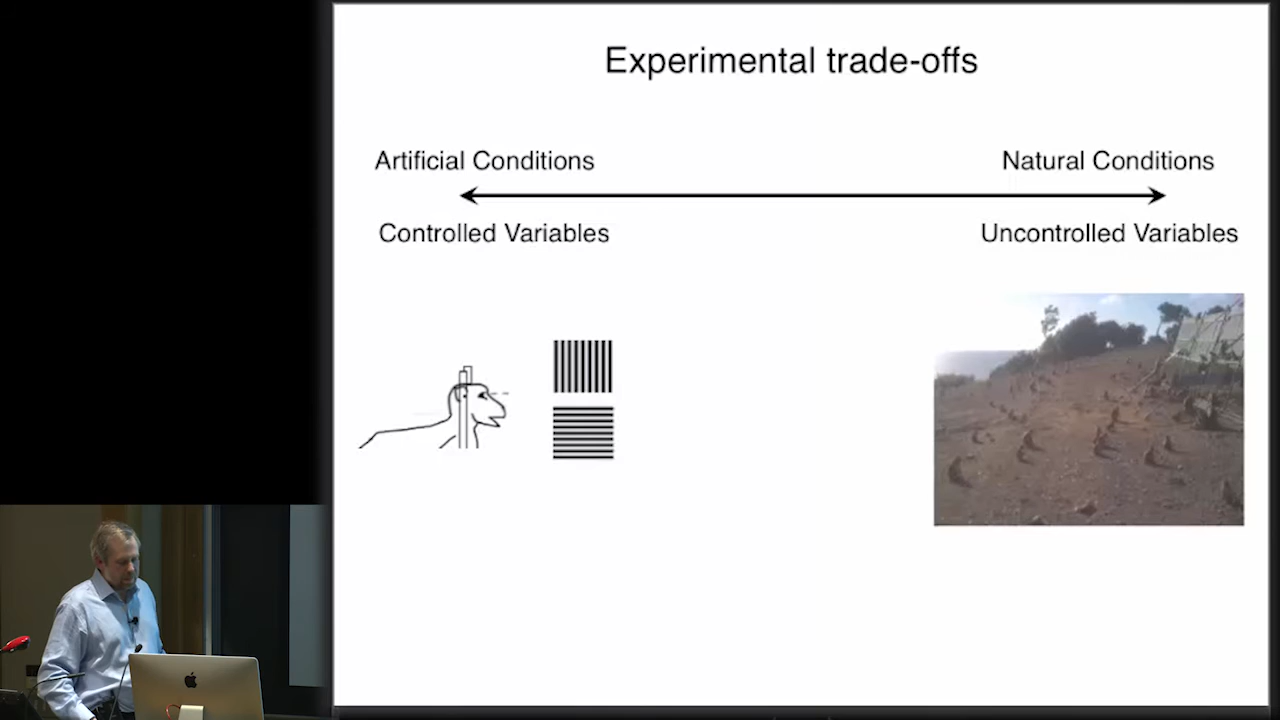 Experimental trade-offs
Artificial Conditions
Natural Conditions
Controlled Variables
Uncontrolled Variables